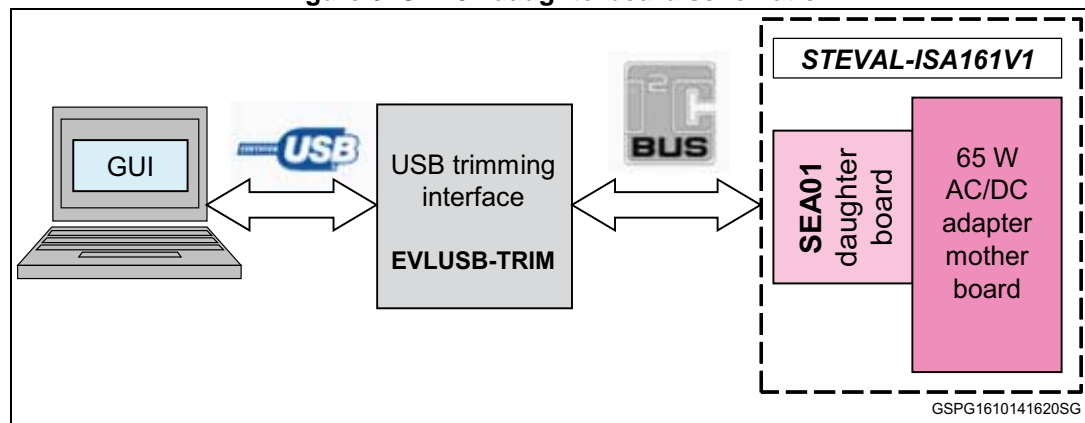 STEVAL-ISA161V1
GUI
USB
USB trimming
interface
EVLUSB-TRIM
I2C
BUS
SEA01
daughter
board
65 W
AC/DC
adapter
mother
board
GSPG1610141620SG